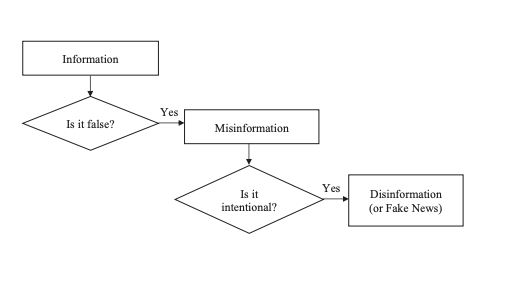 Information
Is it false?
Yes
Misinformation
Is it
intentional?
Yes
Disinformation
(or Fake News)